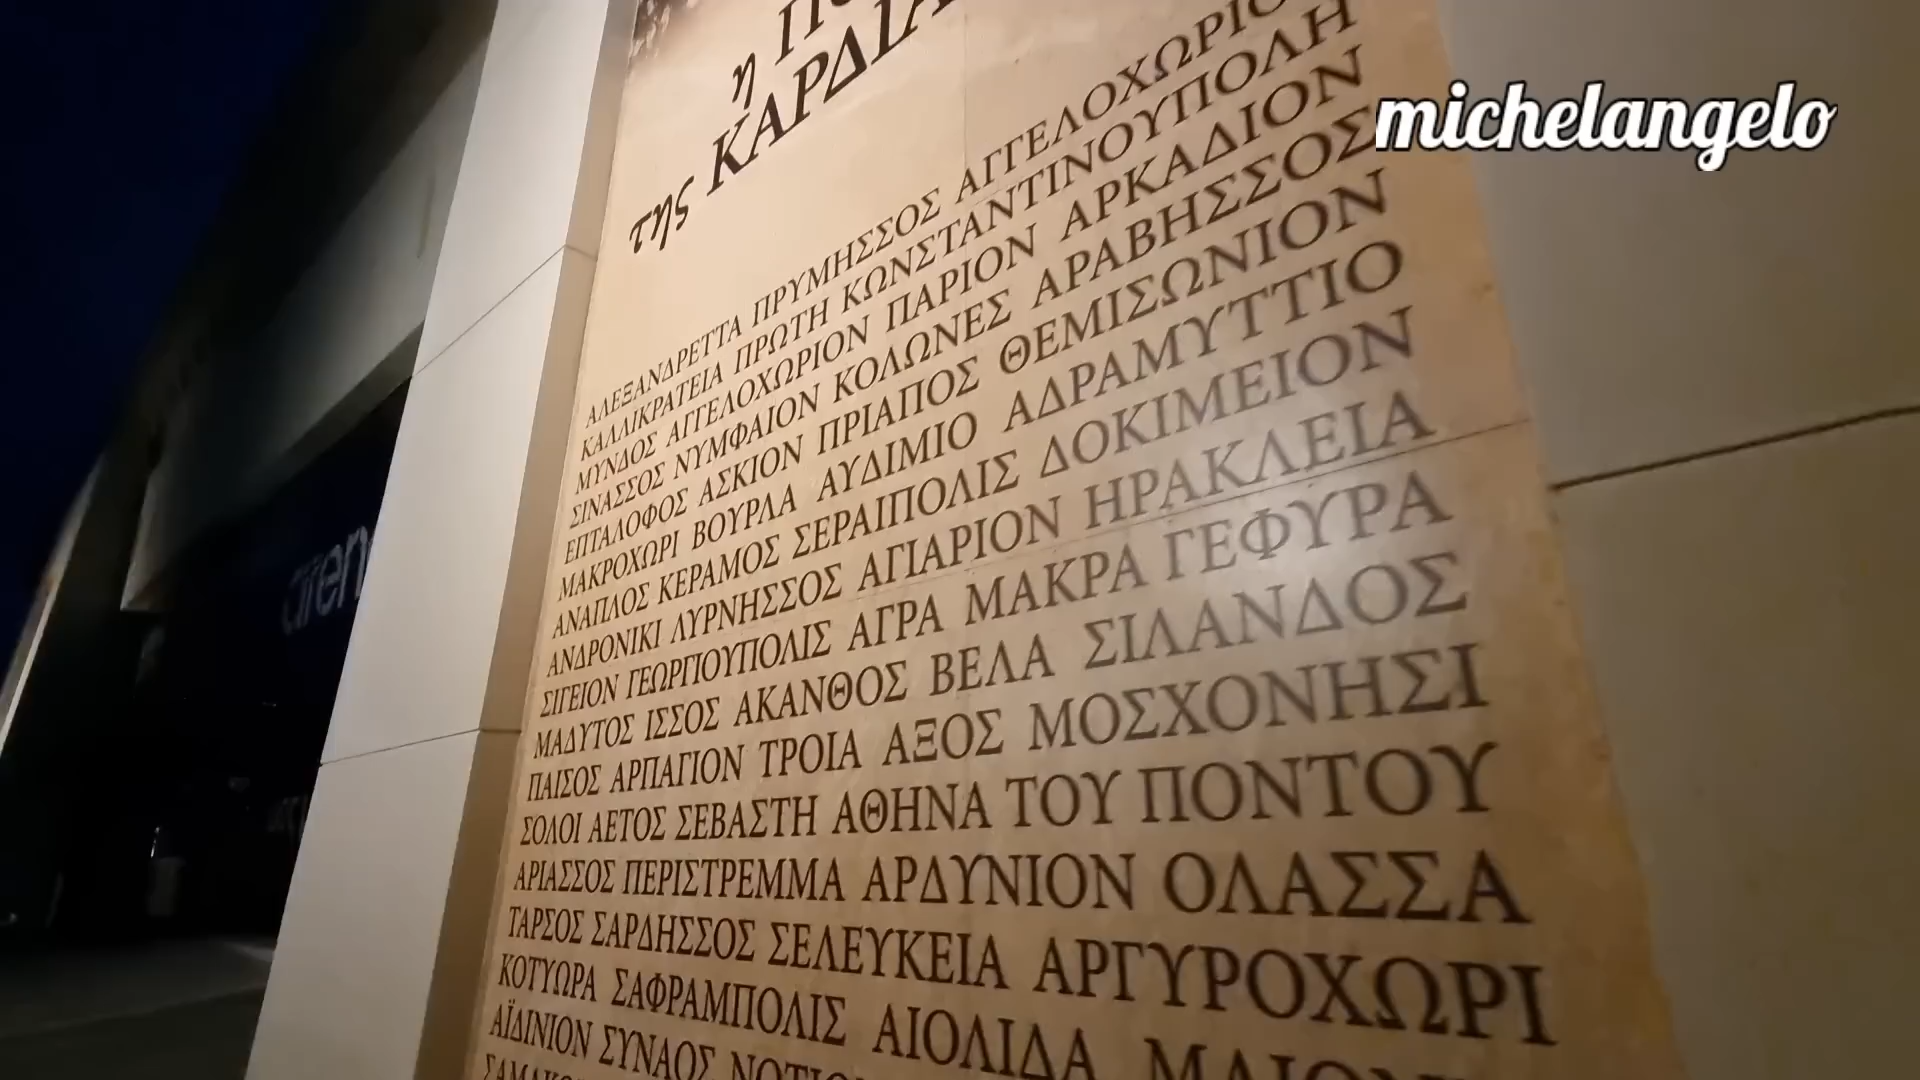 michelangelo
η
της ΚΑΡΔΙΑ
ΑΛΕΞΑΝΔΡΕΤΤΑ ΠΡΥΜΗΣΣΟΣ ΑΓΓΕΛΟΧΩΡΙΟ
ΚΑΛΛΙΚΡΑΤΕΙΑ ΠΡΩΤΗ ΚΩΝΣΤΑΝΤΙΝΟΥΠΟΛΗ
ΜΥΝΔΟΣ ΑΓΓΕΛΟΧΩΡΙΟΝ ΠΑΡΙΟΝ ΑΡΚΑΔΙΟΝ
ΣΙΝΑΣΣΟΣ ΝΥΜΦΑΙΟΝ ΚΟΛΩΝΕΣ ΑΡΑΒΗΣΣΟΣ
ΕΠΤΑΛΟΦΟΣ ΑΣΚΙΟΝ ΠΡΙΑΠΟΣ ΘΕΜΙΣΩΝΙΟΝ
ΜΑΚΡΟΧΩΡΙ ΒΟΥΡΛΑ ΑΥΔΙΜΙΟ ΑΔΡΑΜΥΤΤΙΟ
ΑΝΑΠΛΟΣ ΚΕΡΑΜΟΣ ΣΕΡΑΙΠΟΛΙΣ ΔΟΚΙΜΕΙΟΝ
ΑΝΔΡΟΝΙΚΙ ΛΥΡΝΗΣΣΟΣ ΑΓΙΑΡΙΟΝ ΗΡΑΚΛΕΙΑ
ΣΙΓΕΙΟΝ ΓΕΩΡΓΙΟΥΠΟΛΙΣ ΑΓΡΑ ΜΑΚΡΑ ΓΕΦΥΡΑ
ΜΑΔΥΤΟΣ ΙΣΣΟΣ ΑΚΑΝΘΟΣ ΒΕΛΑ ΣΙΛΑΝΔΟΣ
ΠΑΙΣΟΣ ΑΡΠΑΓΙΟΝ ΤΡΟΙΑ ΑΞΟΣ ΜΟΣΧΟΝΗΣΙ
ΣΟΛΟΙ ΑΕΤΟΣ ΣΕΒΑΣΤΗ ΑΘΗΝΑ ΤΟΥ ΠΟΝΤΟΥ
ΑΡΙΑΣΣΟΣ ΠΕΡΙΣΤΡΕΜΜΑ ΑΡΔΥΝΙΟΝ ΟΛΑΣΣΑ
ΤΑΡΣΟΣ ΣΑΡΔΗΣΣΟΣ ΣΕΛΕΥΚΕΙΑ ΑΡΓΥΡΟΧΩΡΙ
ΚΟΤΥΩΡΑ ΣΑΦΡΑΜΠΟΛΙΣ ΑΙΟΛΙΔΑ
ΑΪΔΙΝΙΟΝ ΣΥΝΑΟΣ